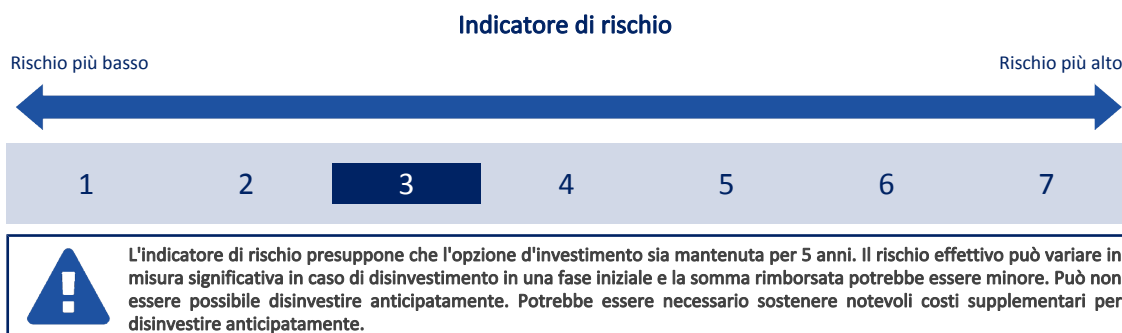 Indicatore di rischio
Rischio più basso
Rischio più alto
1 2 3 4 5 6 7
L'indicatore di rischio presuppone che l'opzione d'investimento sia mantenuta per 5 anni. Il rischio effettivo può variare in
misura significativa in caso di disinvestimento in una fase iniziale e la somma rimborsata potrebbe essere minore. Può non
essere possibile disinvestire anticipatamente. Potrebbe essere necessario sostenere notevoli costi supplementari per
disinvestire anticipatamente.